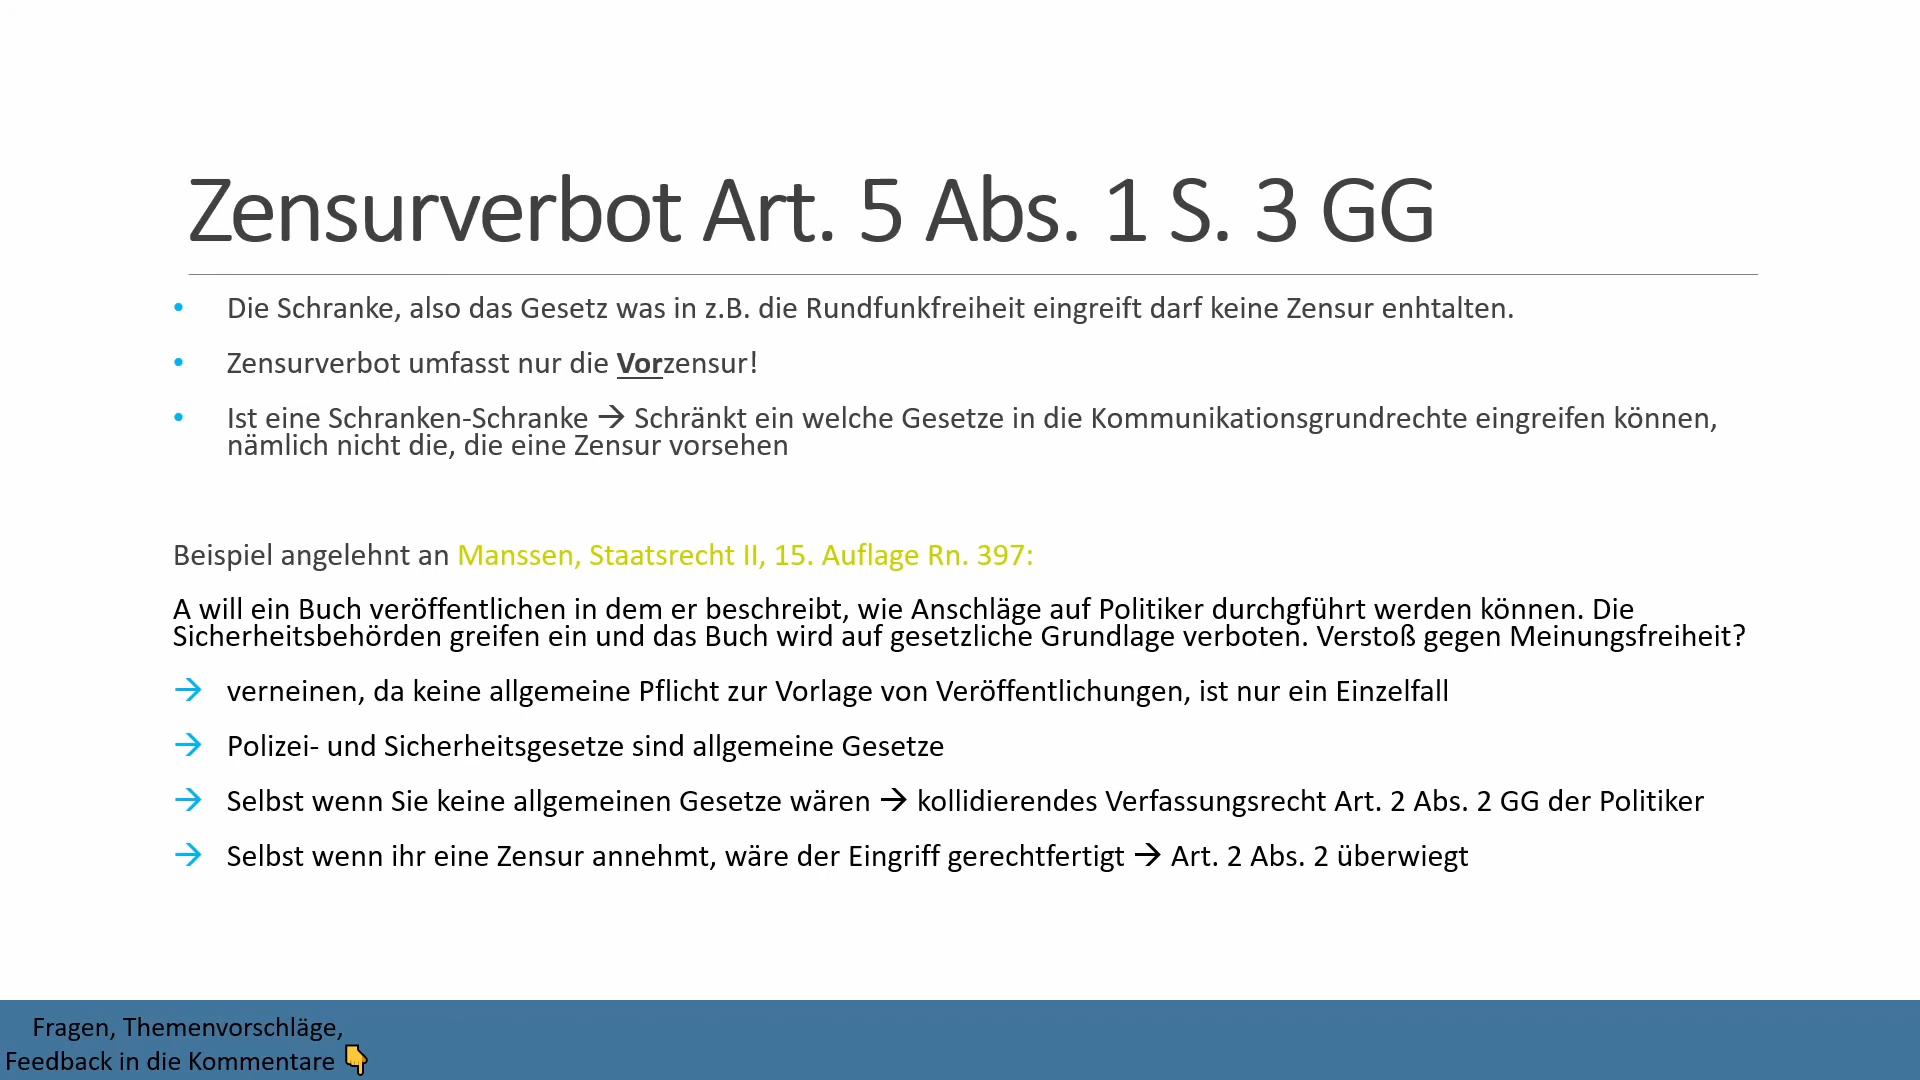 Zensurverbot Art. 5 Abs. 1 S. 3 GG
• Die Schranke, also das Gesetz was in z.B. die Rundfunkfreiheit eingreift darf keine Zensur enhtalten.
• Zensurverbot umfasst nur die Vorzensur!
• Ist eine Schranken-Schranke → Schränkt ein welche Gesetze in die Kommunikationsgrundrechte eingreifen können,
nämlich nicht die, die eine Zensur vorsehen
Beispiel angelehnt an Manssen, Staatsrecht II, 15. Auflage Rn. 397:
A will ein Buch veröffentlichen in dem er beschreibt, wie Anschläge auf Politiker durchgführt werden können. Die
Sicherheitsbehörden greifen ein und das Buch wird auf gesetzliche Grundlage verboten. Verstoß gegen Meinungsfreiheit?
→ verneinen, da keine allgemeine Pflicht zur Vorlage von Veröffentlichungen, ist nur ein Einzelfall
→ Polizei- und Sicherheitsgesetze sind allgemeine Gesetze
→ Selbst wenn Sie keine allgemeinen Gesetze wären → kollidierendes Verfassungsrecht Art. 2 Abs. 2 GG der Politiker
→ Selbst wenn ihr eine Zensur annehmt, wäre der Eingriff gerechtfertigt → Art. 2 Abs. 2 überwiegt
Fragen, Themenvorschläge,
Feedback in die Kommentare 👇